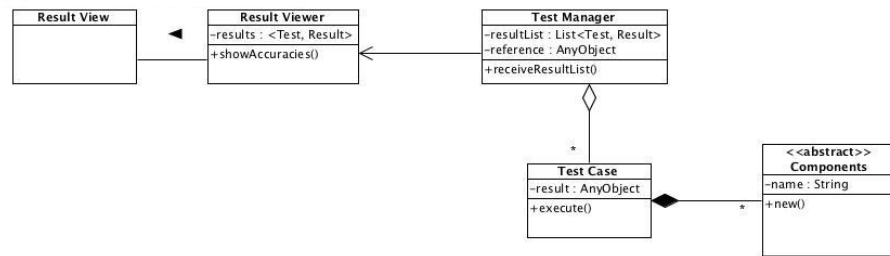 Result View
Result Viewer
-results : <Test, Result>
+showAccuracies()
Test Manager
-resultList : List<Test, Result>
-reference : AnyObject
+receiveResultList()
*
Test Case
-result : AnyObject
+execute()
*
<<abstract>>
Components
-name : String
+new()